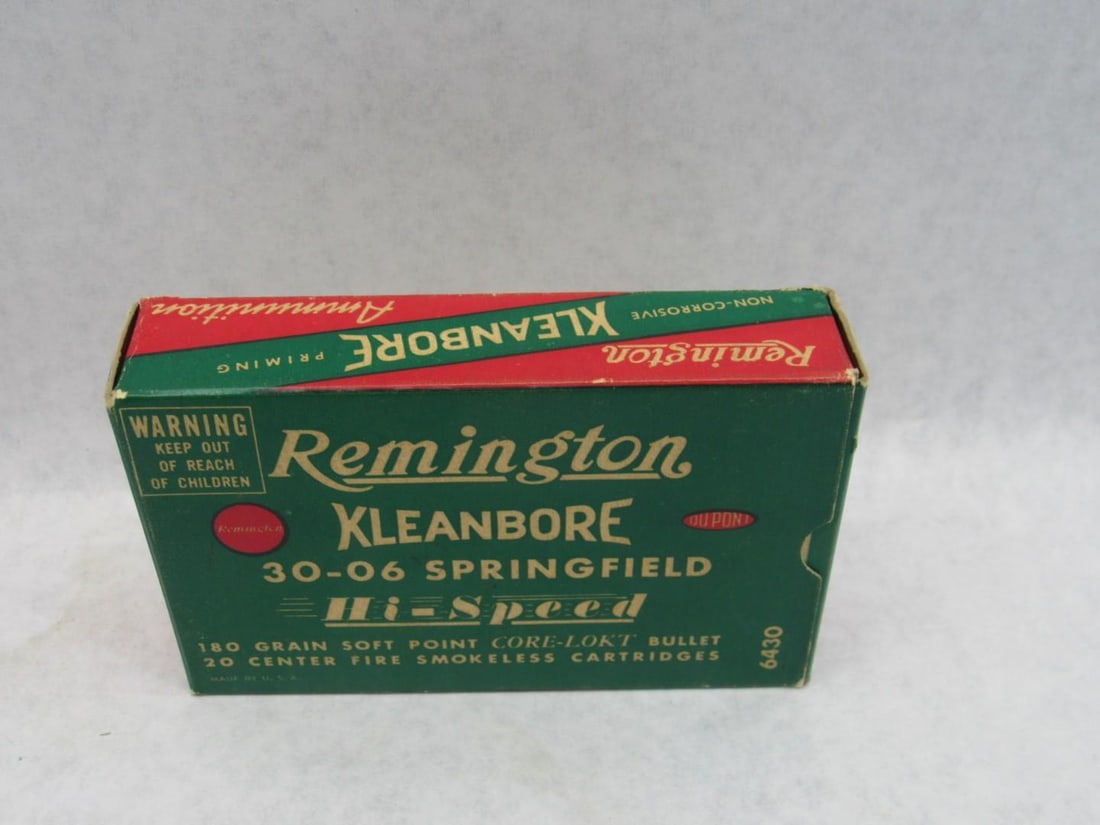 Remington
NON-CORROSIVE
KLEANBORE
PRIMING
Ammunition
WARNING
KEEP OUT
OF REACH
OF CHILDREN
Remington
Remington
KLEANBORE
DU PONT
30-06 SPRINGFIELD
Hi-Speed
180 GRAIN SOFT POINT CORE-LOKT BULLET
20 CENTER FIRE SMOKELESS CARTRIDGES
6430
MADE IN U. S. A.